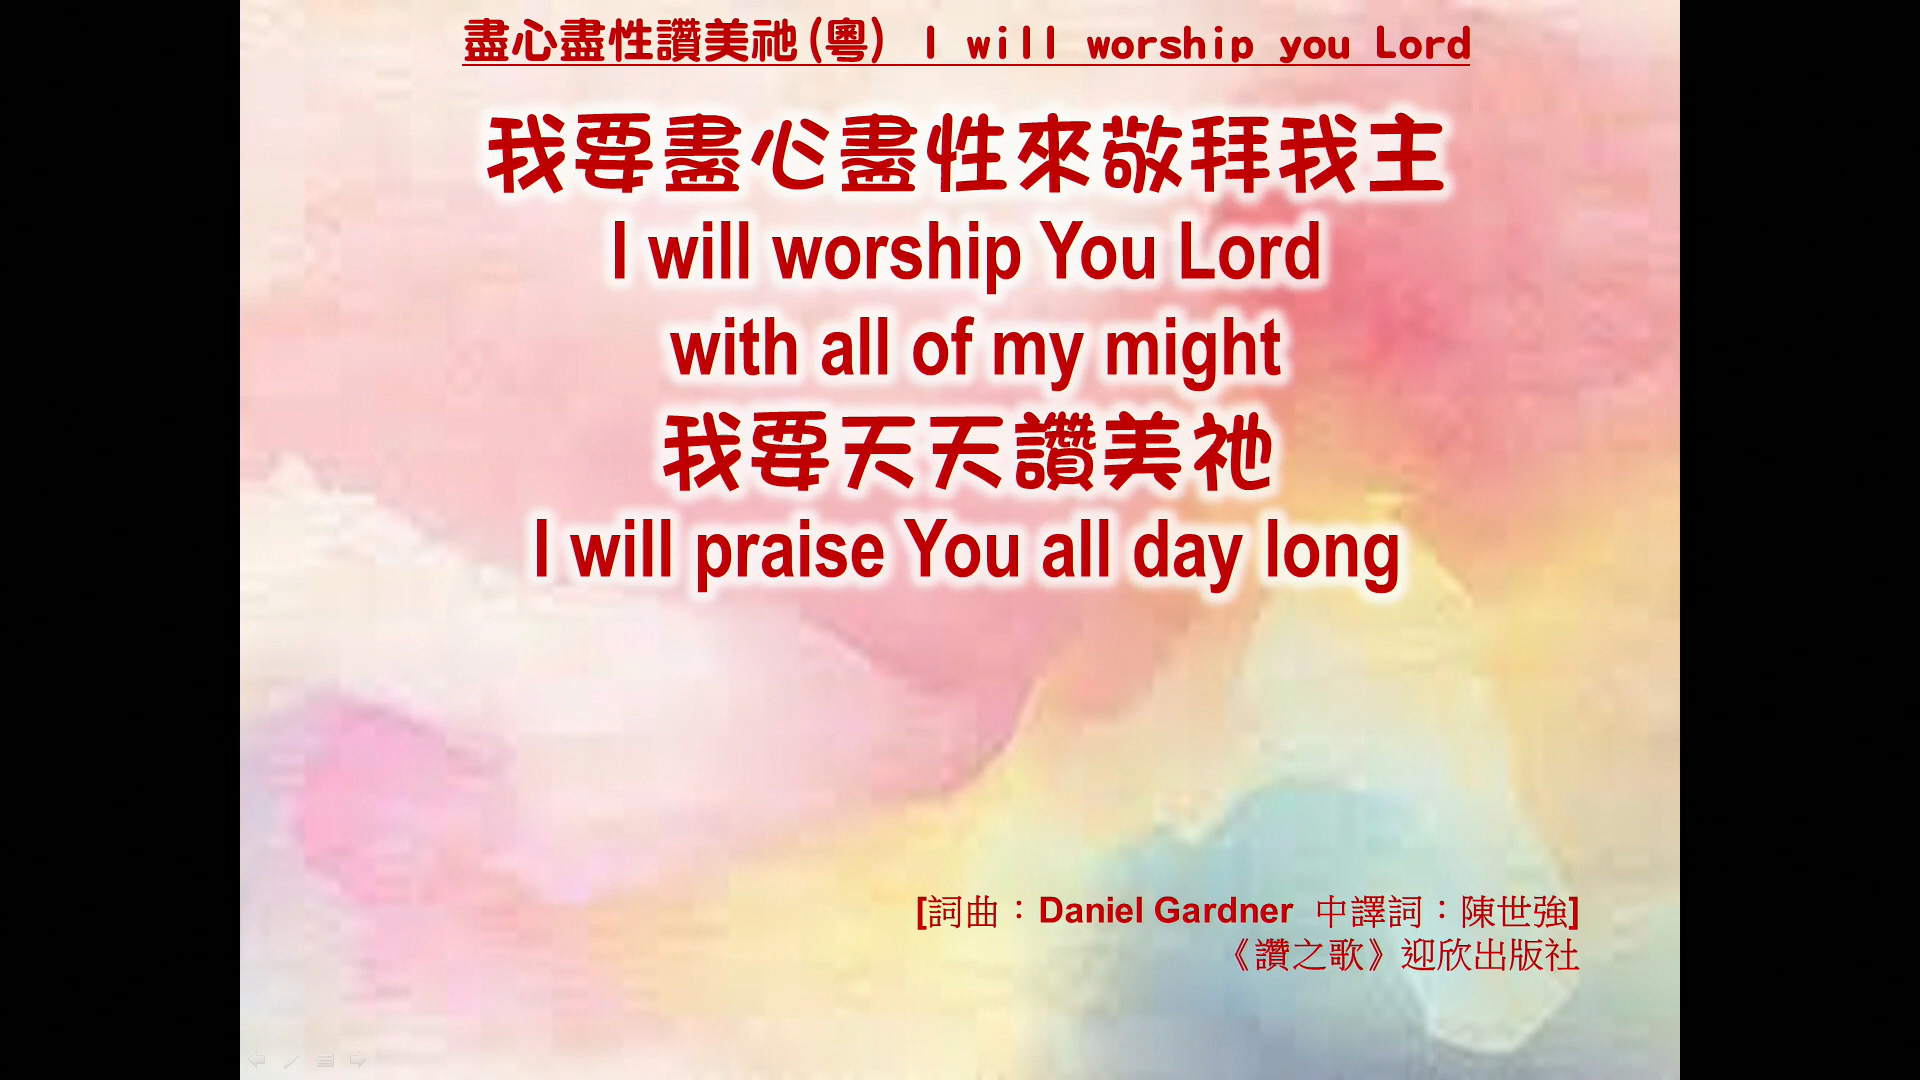 盡心盡性讚美祂(粵) I will worship you Lord
我要盡心盡性來敬拜我主
I will worship You Lord
with all of my might
我要天天讚美祂
I will praise You all day long
[詞曲：Daniel Gardner 中譯詞：陳世強]
《讚之歌》迎欣出版社